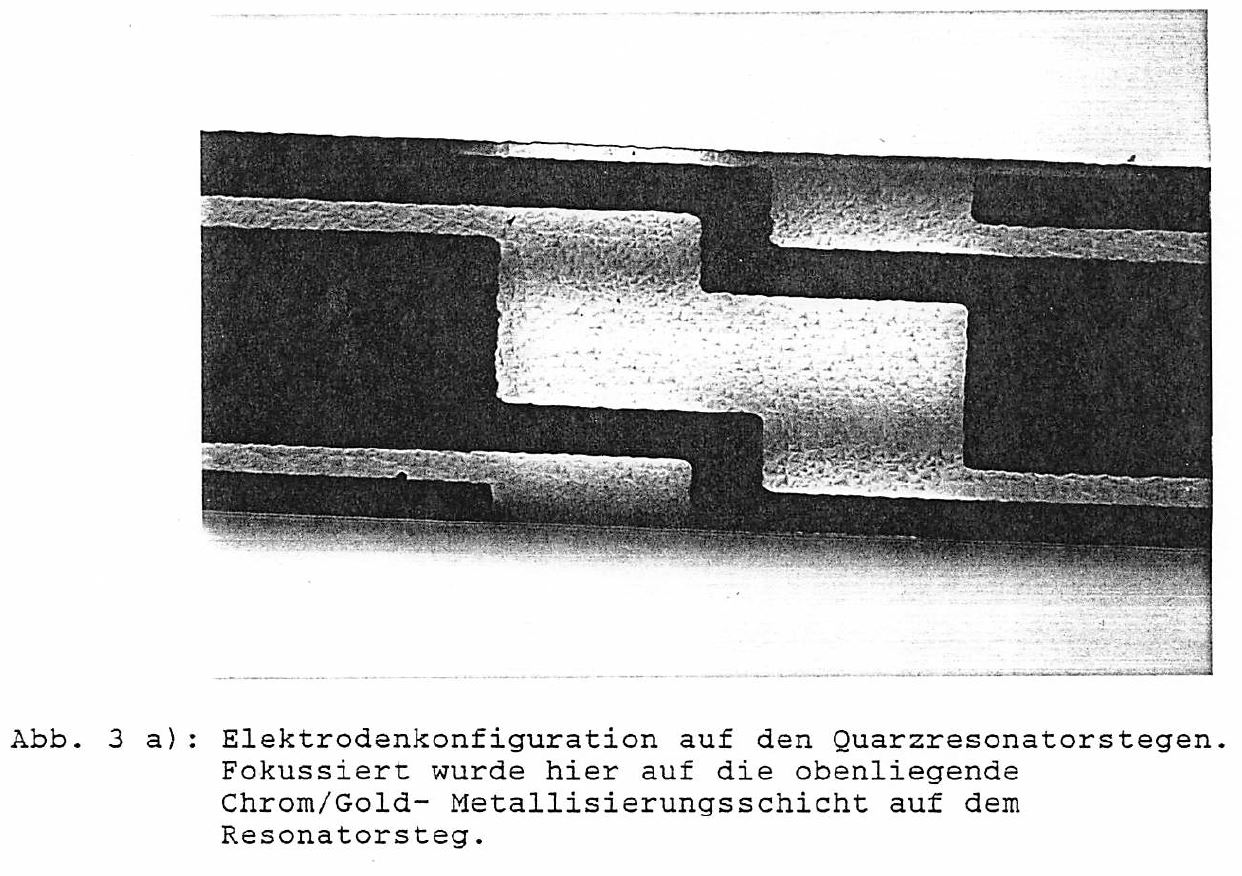 Abb. 3 a): Elektrodenkonfiguration auf den Quarzresonatorstegen.
Fokussiert wurde hier auf die obenliegende
Chrom/Gold- Metallisierungsschicht auf dem
Resonatorsteg.